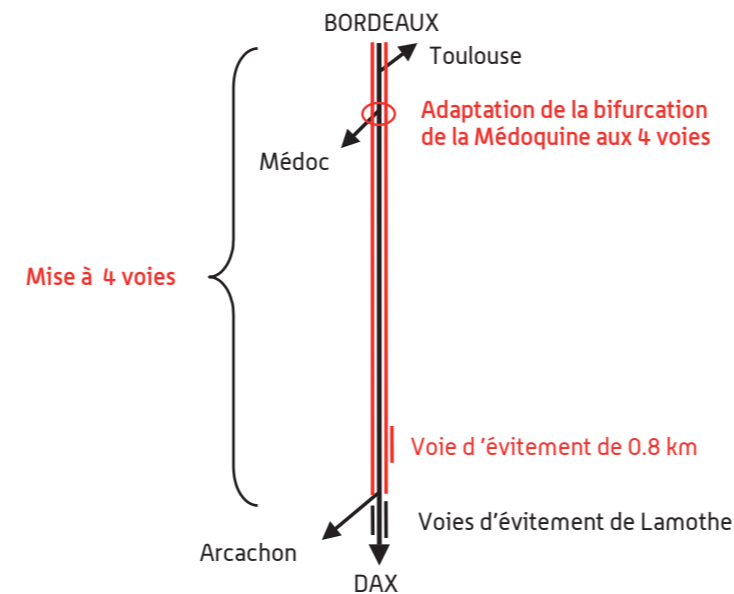 BORDEAUX
Toulouse
Adaptation de la bifurcation
de la Médoquine aux 4 voies
Médoc
Mise à 4 voies
Voie d ’évitement de 0.8 km
Voies d’évitement de Lamothe
Arcachon
DAX